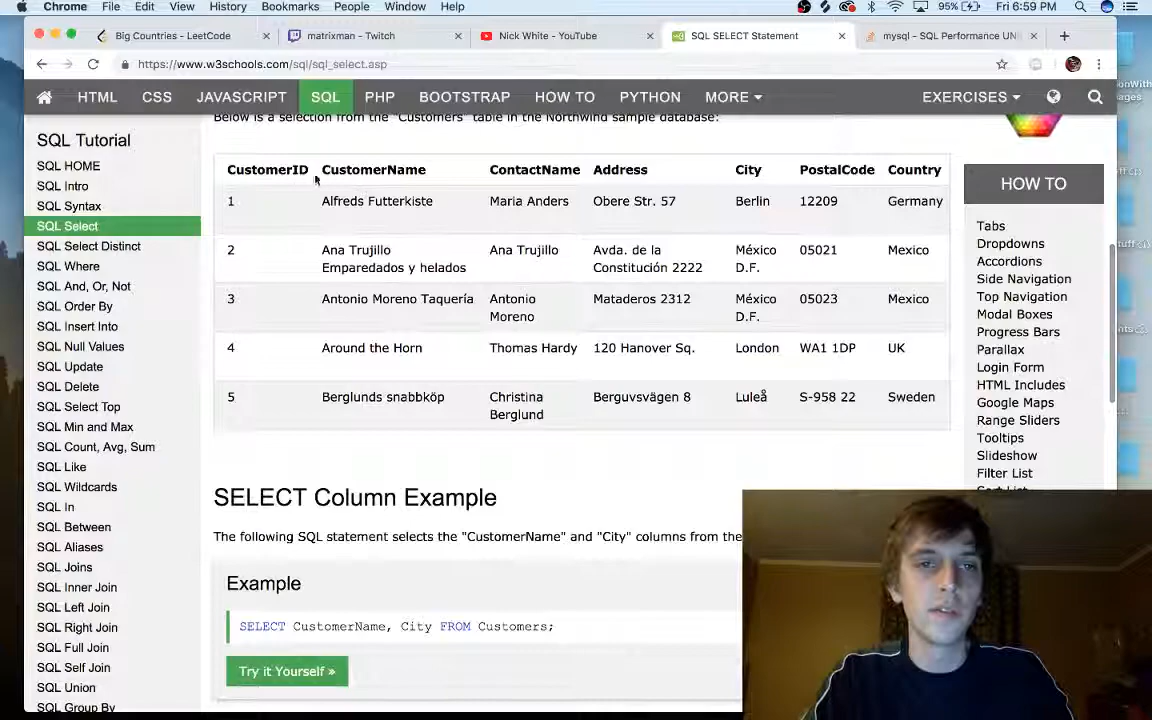 Chrome File Edit View History Bookmarks People Window Help 95% Fri 6:59 PM
Big Countries - LeetCode matrixman - Twitch Nick White - YouTube SQL SELECT Statement mysql - SQL Performance UNI
https://www.w3schools.com/sql/sql_select.asp
HTML CSS JAVASCRIPT SQL PHP BOOTSTRAP HOW TO PYTHON MORE EXERCISES
SQL Tutorial
SQL HOME
SQL Intro
SQL Syntax
SQL Select
SQL Select Distinct
SQL Where
SQL And, Or, Not
SQL Order By
SQL Insert Into
SQL Null Values
SQL Update
SQL Delete
SQL Select Top
SQL Min and Max
SQL Count, Avg, Sum
SQL Like
SQL Wildcards
SQL In
SQL Between
SQL Aliases
SQL Joins
SQL Inner Join
SQL Left Join
SQL Right Join
SQL Full Join
SQL Self Join
SQL Union
SQL Group By
Below is a selection from the "Customers" table in the Northwind sample database:
CustomerID CustomerName ContactName Address City PostalCode Country
1 Alfreds Futterkiste Maria Anders Obere Str. 57 Berlin 12209 Germany
2 Ana Trujillo Ana Trujillo Avda. de la México 05021 Mexico
Emparedados y helados Constitución 2222 D.F.
3 Antonio Moreno Taquería Antonio Mataderos 2312 México 05023 Mexico
Moreno D.F.
4 Around the Horn Thomas Hardy 120 Hanover Sq. London WA1 1DP UK
5 Berglunds snabbköp Christina Berguvsvägen 8 Luleå S-958 22 Sweden
Berglund
SELECT Column Example
The following SQL statement selects the "CustomerName" and "City" columns from the
Example
SELECT CustomerName, City FROM Customers;
Try it Yourself »
HOW TO
Tabs
Dropdowns
Accordions
Side Navigation
Top Navigation
Modal Boxes
Progress Bars
Parallax
Login Form
HTML Includes
Google Maps
Range Sliders
Tooltips
Slideshow
Filter List